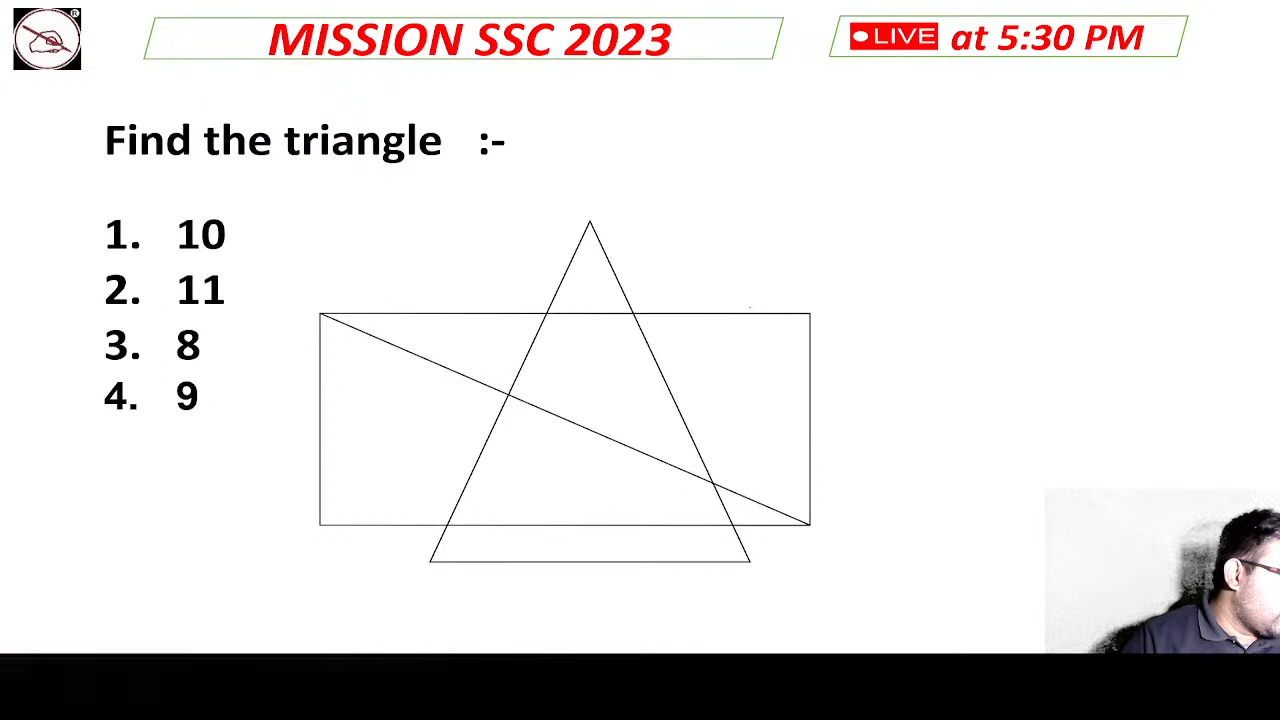 ®
MISSION SSC 2023
LIVE at 5:30 PM
Find the triangle :-
1. 10
2. 11
3. 8
4. 9